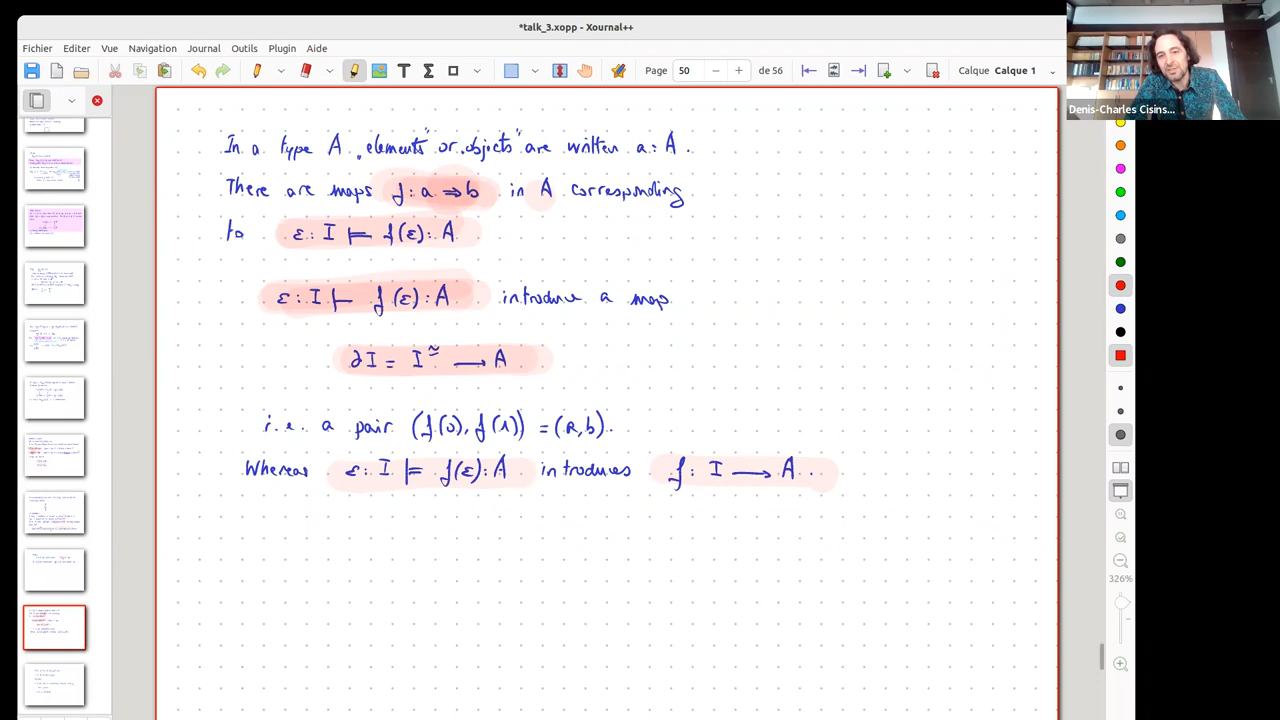 *talk_3.xopp - Xournal++
Fichier Editer Vue Navigation Journal Outils Plugin Aide
Page 50 de 56 Calque Calque 1
Denis-Charles Cisins...
In a type A „elements" or „objects" are written a : A.
There are maps f : a ⇒ b in A corresponding
to ε : I ⊨ f(ε) : A
ε : I ⊢ f(ε) : A introduce a map
∂I = I^≃ ⟶ A
i.e. a pair (f(0), f(1)) = (a, b).
Whereas ε : I ⊨ f(ε) : A introduces f : I ⟶ A.
326%